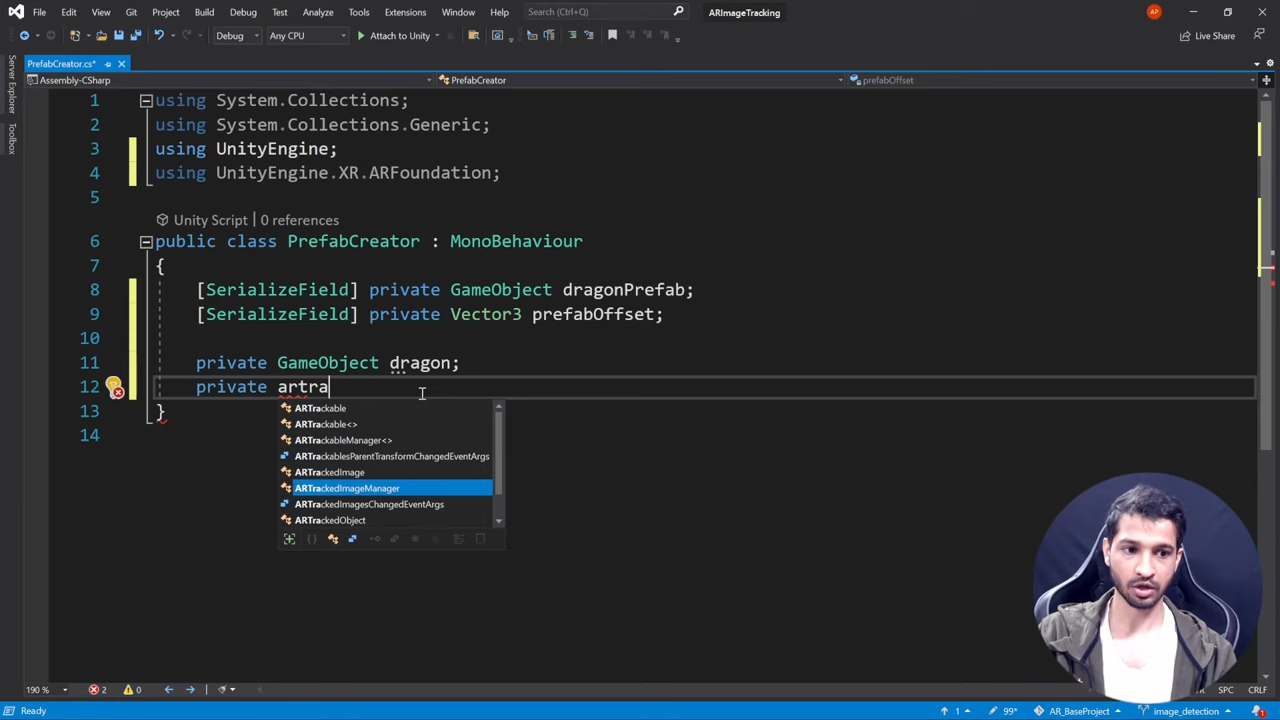 File Edit View Git Project Build Debug Test Analyze Tools Extensions Window Help Search (Ctrl+Q) ARImageTracking AP
Debug Any CPU Attach to Unity Live Share
PrefabCreator.cs*
Assembly-CSharp PrefabCreator prefabOffset
Server Explorer
Toolbox
1 using System.Collections;
2 using System.Collections.Generic;
3 using UnityEngine;
4 using UnityEngine.XR.ARFoundation;
5
Unity Script | 0 references
6 public class PrefabCreator : MonoBehaviour
7 {
8 [SerializeField] private GameObject dragonPrefab;
9 [SerializeField] private Vector3 prefabOffset;
10
11 private GameObject dragon;
12 private artra
ARTrackable
ARTrackable<>
ARTrackableManager<>
ARTrackablesParentTransformChangedEventArgs
ARTrackedImage
ARTrackedImageManager
ARTrackedImagesChangedEventArgs
ARTrackedObject
13 }
14
190 % 2 0 SPC CRLF
Ready 1 99+ AR_BaseProject image_detection 1